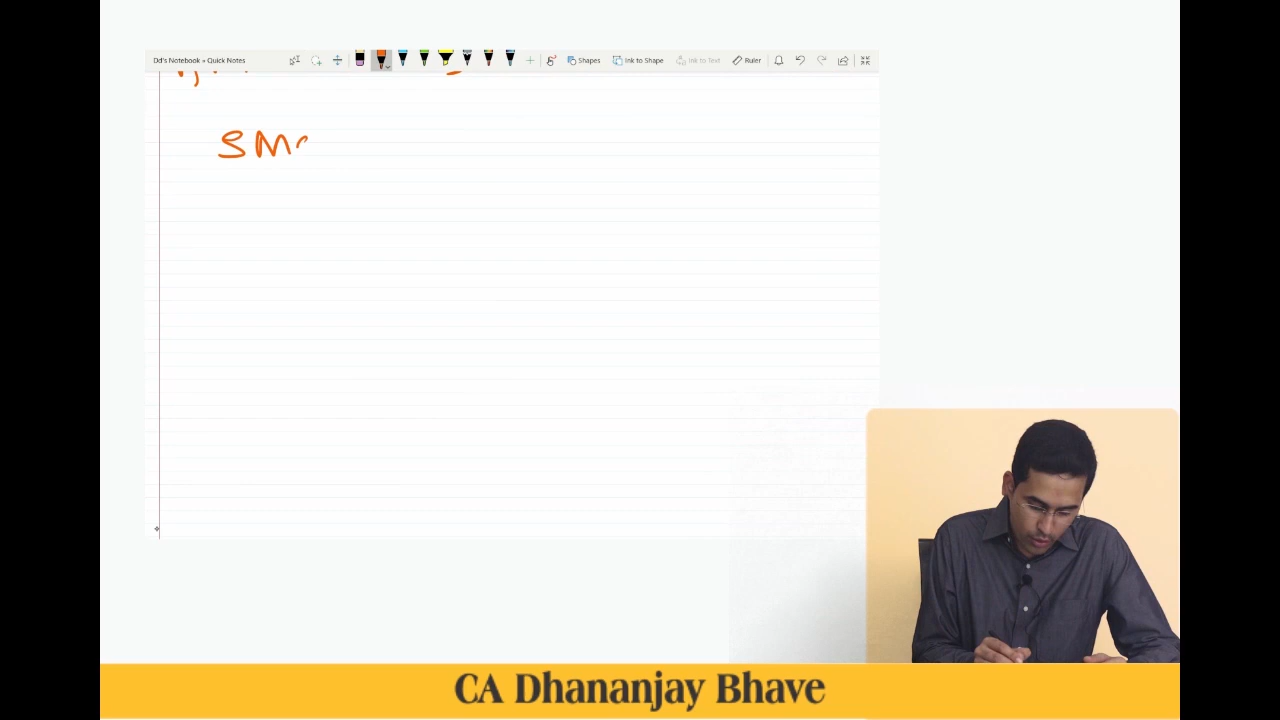 Dd's Notebook » Quick Notes Shapes Ink to Shape Ink to Text Ruler
SM
CA Dhananjay Bhave